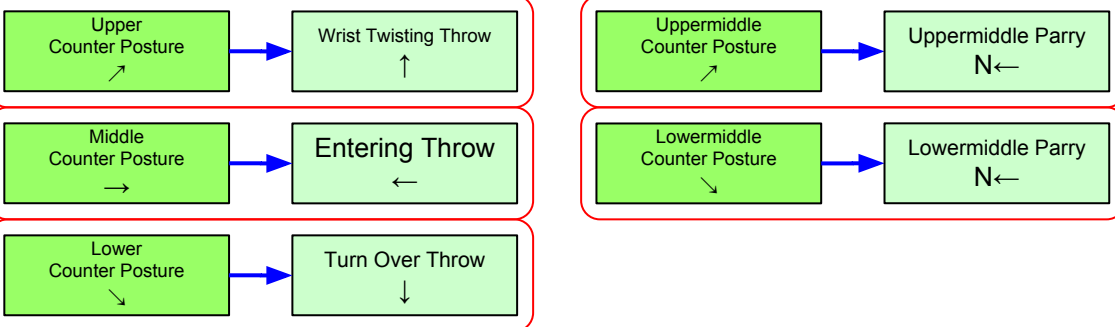 Upper
Counter Posture
↗
Wrist Twisting Throw
↑
Uppermiddle
Counter Posture
↗
Uppermiddle Parry
N←
Middle
Counter Posture
→
Entering Throw
←
Lowermiddle
Counter Posture
↘
Lowermiddle Parry
N←
Lower
Counter Posture
↘
Turn Over Throw
↓